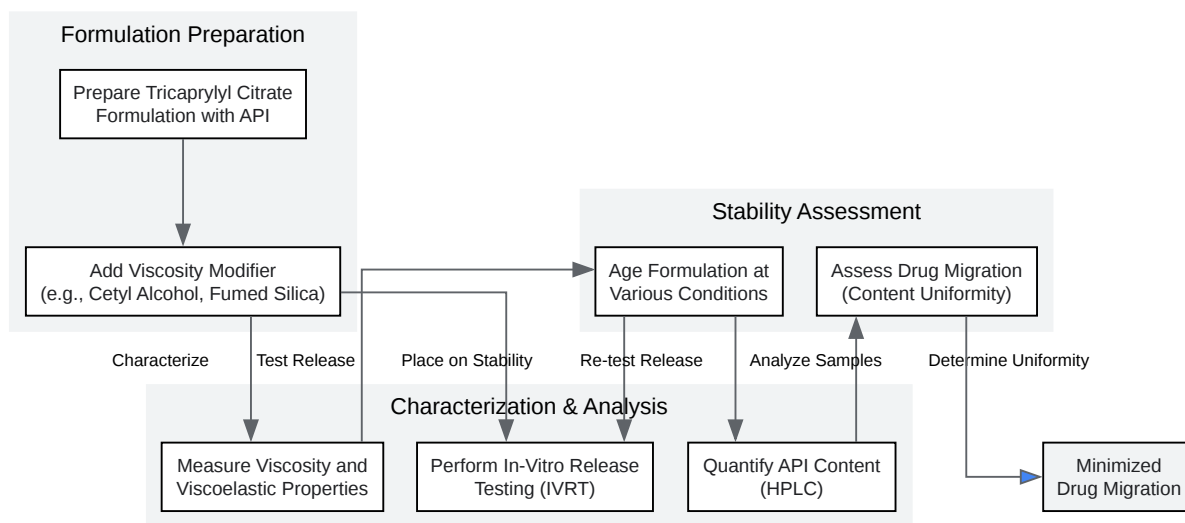 Formulation Preparation
Prepare Tricaprylyl Citrate
Formulation with API
Add Viscosity Modifier
(e.g., Cetyl Alcohol, Fumed Silica)
Stability Assessment
Age Formulation at
Various Conditions
Assess Drug Migration
(Content Uniformity)
Characterize
Test Release
Place on Stability
Re-test Release
Analyze Samples
Determine Uniformity
Characterization & Analysis
Measure Viscosity and
Viscoelastic Properties
Perform In-Vitro Release
Testing (IVRT)
Quantify API Content
(HPLC)
Minimized
Drug Migration